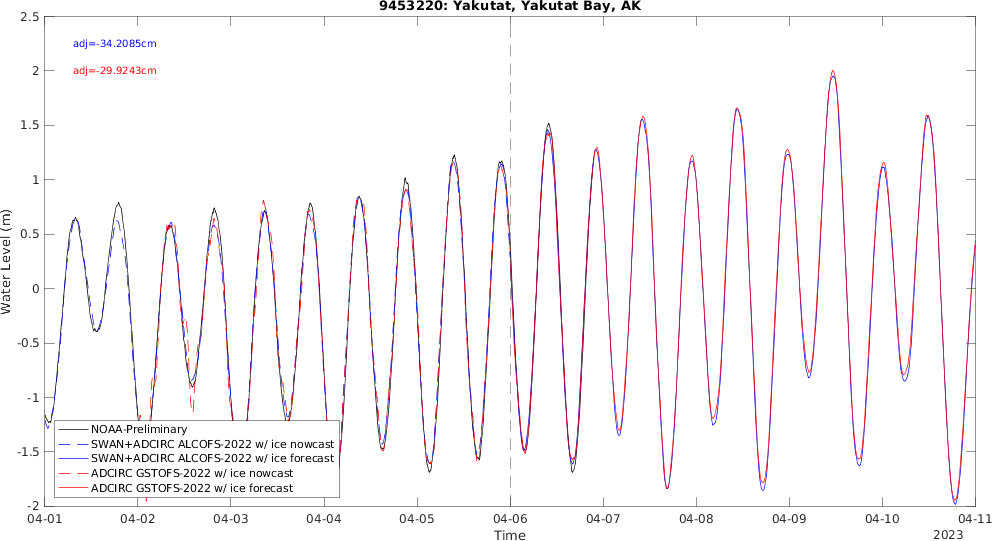 9453220: Yakutat, Yakutat Bay, AK
adj=-34.2085cm
adj=-29.9243cm
Water Level (m)
2.5
2
1.5
1
0.5
0
-0.5
-1
-1.5
-2
NOAA-Preliminary
SWAN+ADCIRC ALCOFS-2022 w/ ice nowcast
SWAN+ADCIRC ALCOFS-2022 w/ ice forecast
ADCIRC GSTOFS-2022 w/ ice nowcast
ADCIRC GSTOFS-2022 w/ ice forecast
04-01 04-02 04-03 04-04 04-05 04-06 04-07 04-08 04-09 04-10 04-11
Time
2023